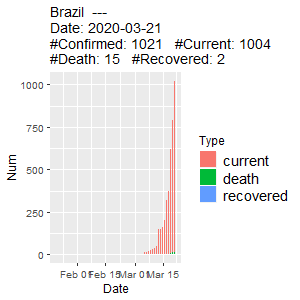 Brazil ---
Date: 2020-03-21
#Confirmed: 1021 #Current: 1004
#Death: 15 #Recovered: 2
1000
750
500
250
0
Num
Feb 01 Feb 15 Mar 01 Mar 15
Date
Type
current
death
recovered